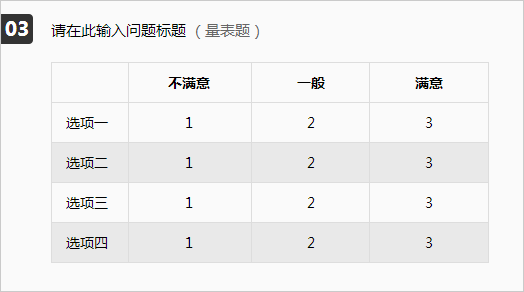 03 请在此输入问题标题 （量表题）
不满意 一般 满意
选项一 1 2 3
选项二 1 2 3
选项三 1 2 3
选项四 1 2 3